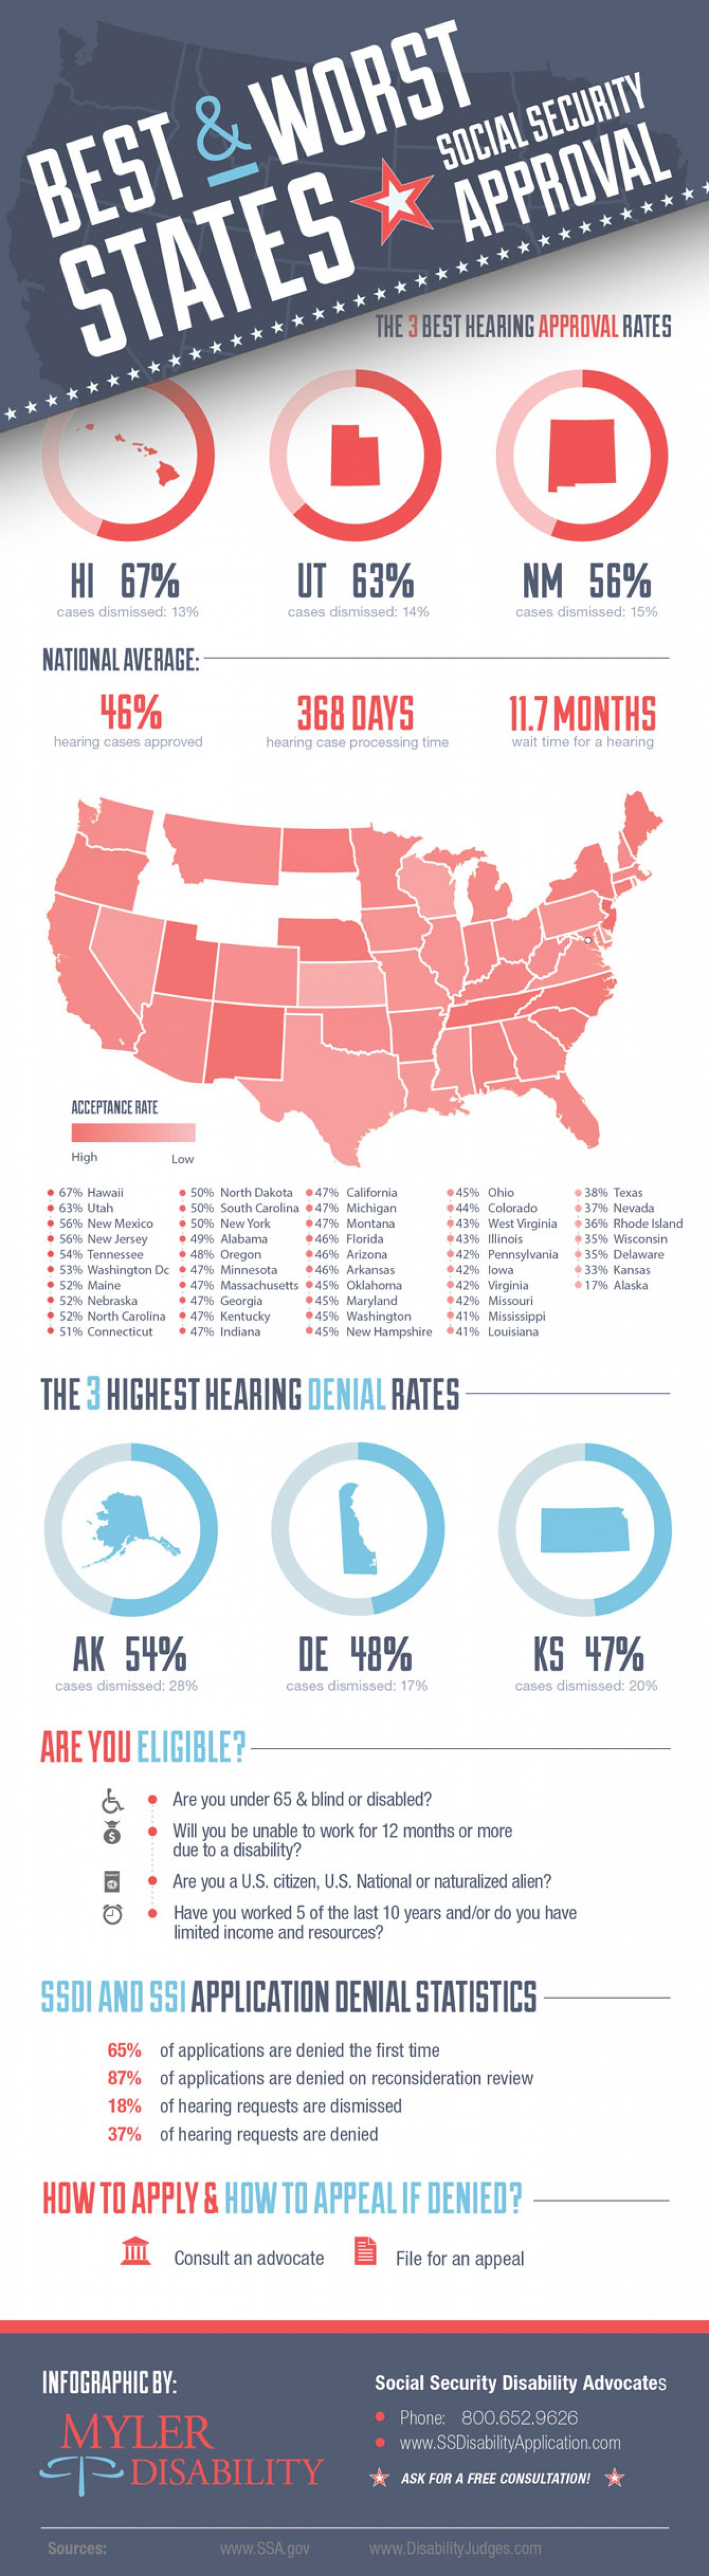 BEST & WORST
STATES
SOCIAL SECURITY
APPROVAL
THE 3 BEST HEARING APPROVAL RATES
HI 67%
cases dismissed: 13%
UT 63%
cases dismissed: 14%
NM 56%
cases dismissed: 15%
NATIONAL AVERAGE:
46%
hearing cases approved
368 DAYS
hearing case processing time
11.7 MONTHS
wait time for a hearing
ACCEPTANCE RATE
High
Low
67% Hawaii
63% Utah
56% New Mexico
56% New Jersey
54% Tennessee
53% Washington Dc
52% Maine
52% Nebraska
52% North Carolina
51% Connecticut
50% North Dakota
50% South Carolina
50% New York
49% Alabama
48% Oregon
47% Minnesota
47% Massachusetts
47% Georgia
47% Kentucky
47% Indiana
47% California
47% Michigan
47% Montana
46% Florida
46% Arizona
46% Arkansas
45% Oklahoma
45% Maryland
45% Washington
45% New Hampshire
45% Ohio
44% Colorado
43% West Virginia
43% Illinois
42% Pennsylvania
42% Iowa
42% Virginia
42% Missouri
41% Mississippi
41% Louisiana
38% Texas
37% Nevada
36% Rhode Island
35% Wisconsin
35% Delaware
33% Kansas
17% Alaska
THE 3 HIGHEST HEARING DENIAL RATES
AK 54%
cases dismissed: 28%
DE 48%
cases dismissed: 17%
KS 47%
cases dismissed: 20%
ARE YOU ELIGIBLE?
Are you under 65 & blind or disabled?
Will you be unable to work for 12 months or more
due to a disability?
Are you a U.S. citizen, U.S. National or naturalized alien?
Have you worked 5 of the last 10 years and/or do you have
limited income and resources?
SSDI AND SSI APPLICATION DENIAL STATISTICS
65% of applications are denied the first time
87% of applications are denied on reconsideration review
18% of hearing requests are dismissed
37% of hearing requests are denied
HOW TO APPLY & HOW TO APPEAL IF DENIED?
Consult an advocate
File for an appeal
INFOGRAPHIC BY:
MYLER
DISABILITY
Social Security Disability Advocates
Phone: 800.652.9626
www.SSDisabilityApplication.com
ASK FOR A FREE CONSULTATION!
Sources: www.SSA.gov www.DisabilityJudges.com